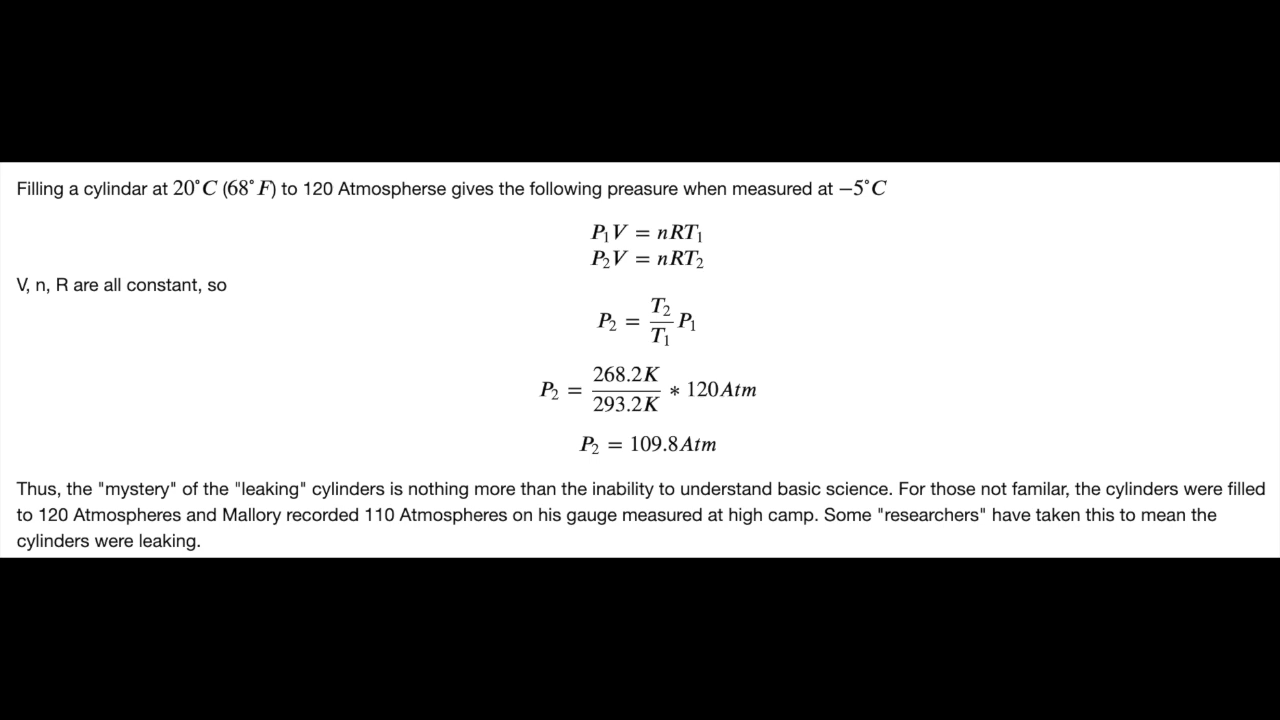 Filling a cylindar at 20°C (68°F) to 120 Atmospherse gives the following preasure when measured at −5°C
P₁V = nRT₁
P₂V = nRT₂
V, n, R are all constant, so
P₂ = T₂/T₁ P₁
P₂ = 268.2K/293.2K * 120Atm
P₂ = 109.8Atm
Thus, the "mystery" of the "leaking" cylinders is nothing more than the inability to understand basic science. For those not familar, the cylinders were filled
to 120 Atmospheres and Mallory recorded 110 Atmospheres on his gauge measured at high camp. Some "researchers" have taken this to mean the
cylinders were leaking.